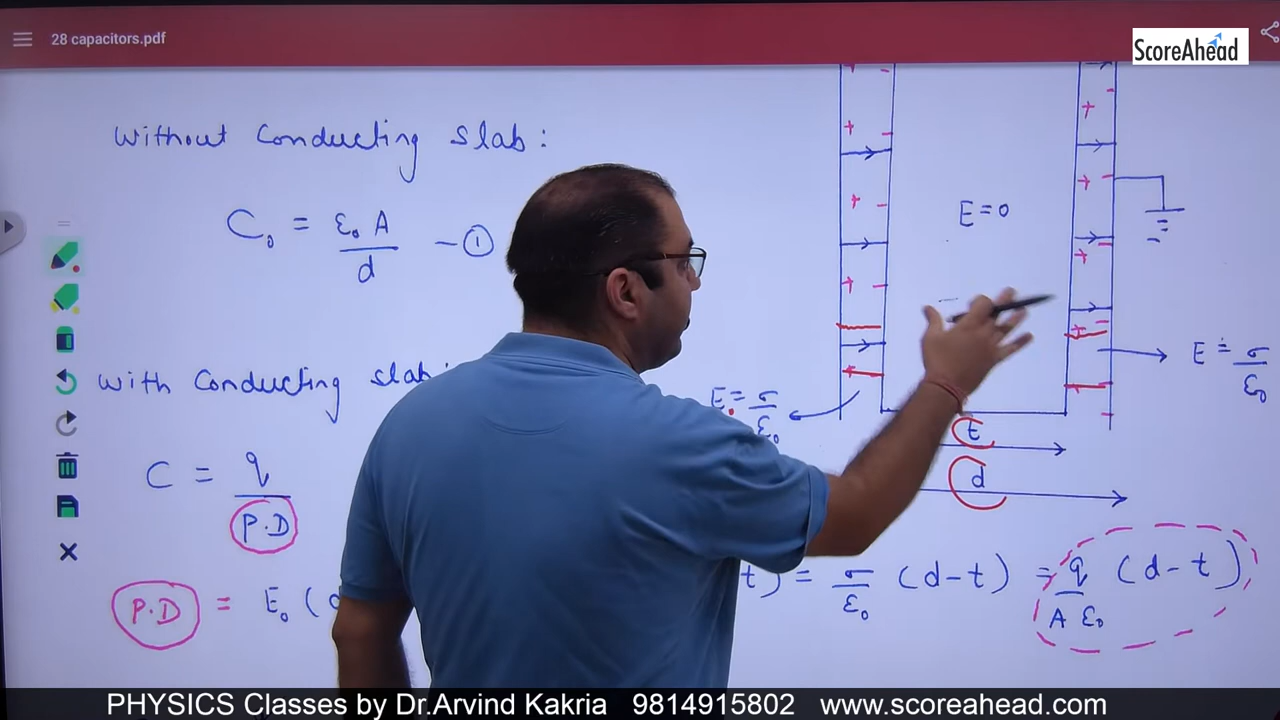 28 capacitors.pdf
ScoreAhead
Without Conducting Slab:
C₀ = ε₀ A / d — ①
E = 0
With Conducting slab:
E = σ / ε₀
E = σ / ε₀
t
d
C = q / P.D
P.D = E₀ (
t) = σ / ε₀ (d - t) = q / A ε₀ (d - t)
PHYSICS Classes by Dr.Arvind Kakria 9814915802 www.scoreahead.com